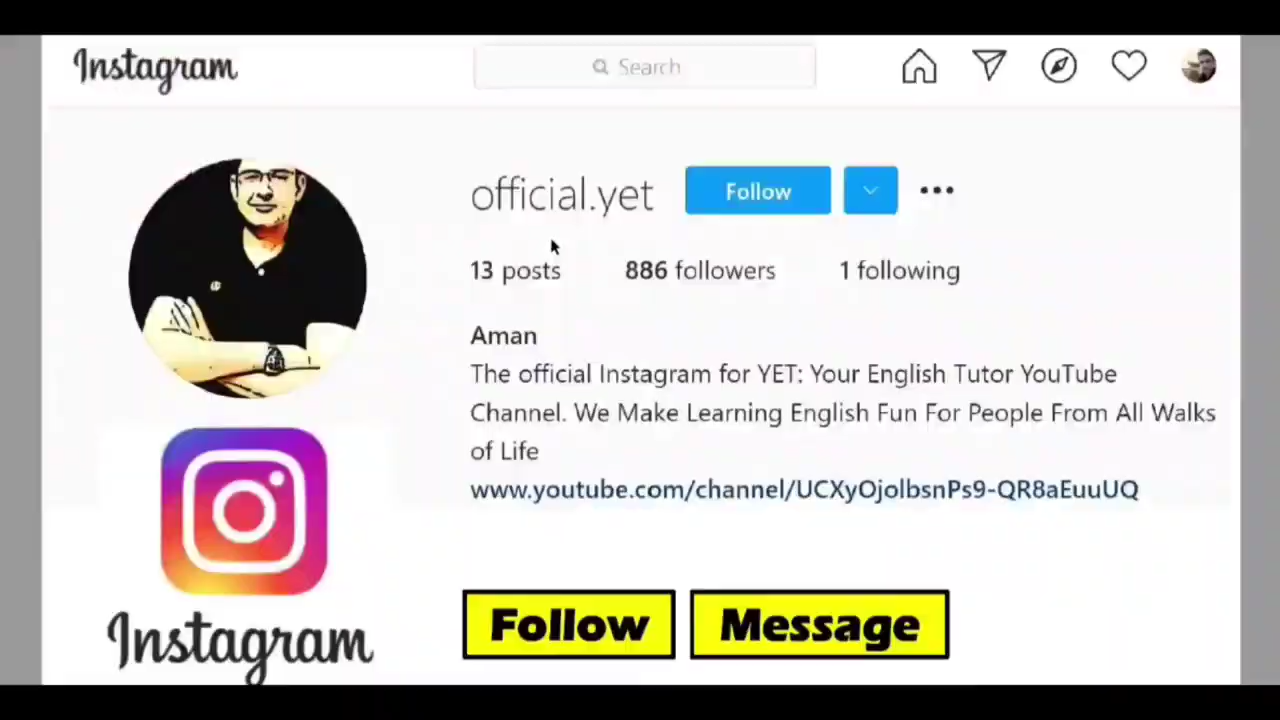 Instagram
Search
official.yet
Follow
13 posts 886 followers 1 following
Aman
The official Instagram for YET: Your English Tutor YouTube
Channel. We Make Learning English Fun For People From All Walks
of Life
www.youtube.com/channel/UCXyOjolbsnPs9-QR8aEuuUQ
Instagram
Follow
Message